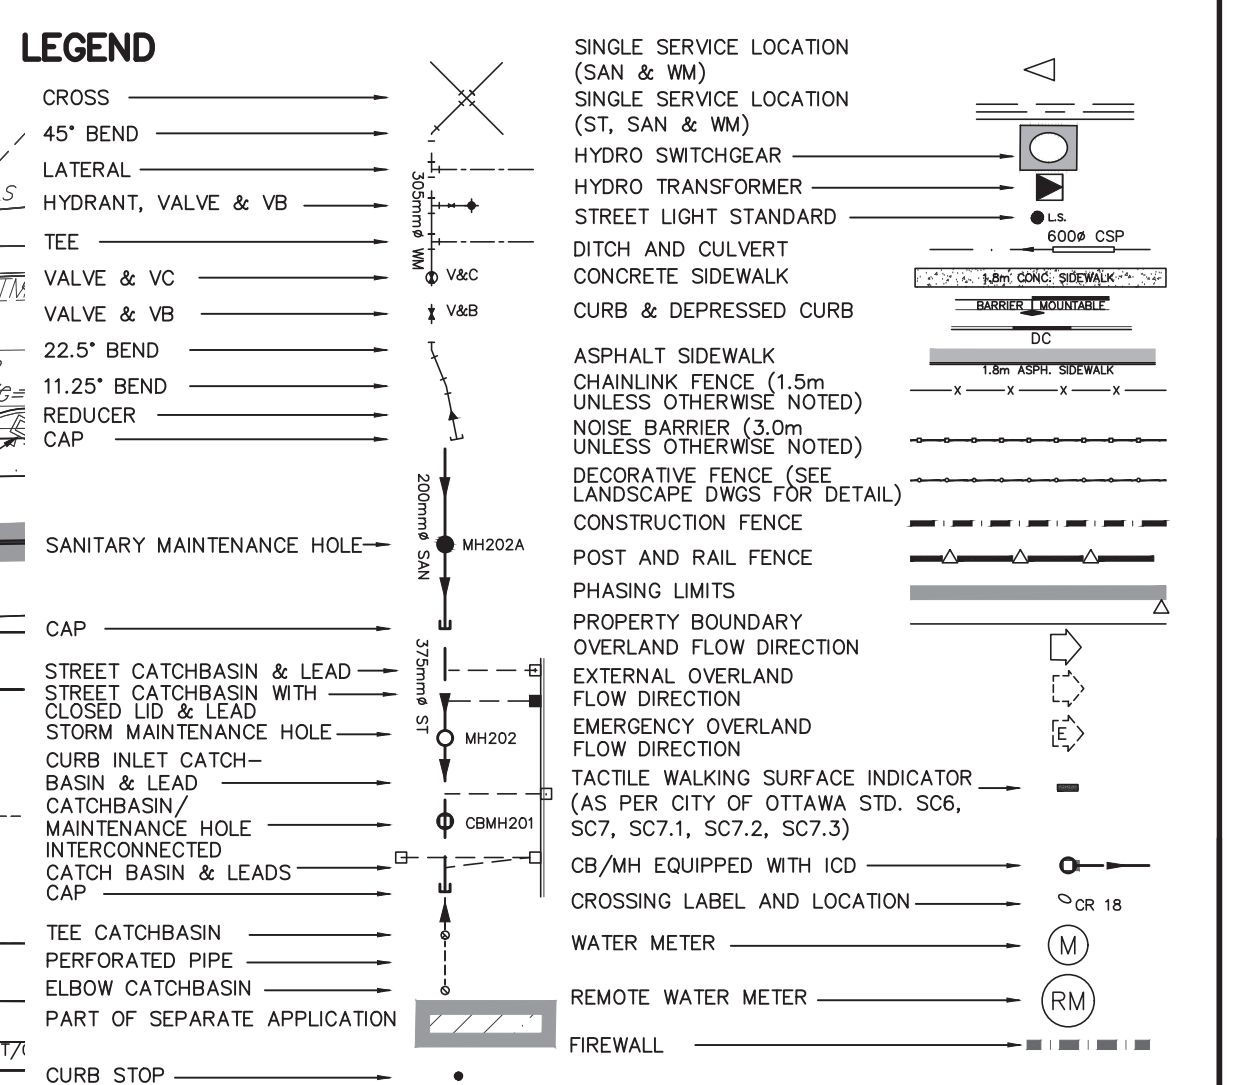 LEGEND
CROSS
45° BEND
LATERAL
HYDRANT, VALVE & VB
TEE
VALVE & VC
VALVE & VB
22.5° BEND
11.25° BEND
REDUCER
CAP
SANITARY MAINTENANCE HOLE
CAP
STREET CATCHBASIN & LEAD
STREET CATCHBASIN WITH
CLOSED LID & LEAD
STORM MAINTENANCE HOLE
CURB INLET CATCH-
BASIN & LEAD
CATCHBASIN/
MAINTENANCE HOLE
INTERCONNECTED
CATCH BASIN & LEADS
CAP
TEE CATCHBASIN
PERFORATED PIPE
ELBOW CATCHBASIN
PART OF SEPARATE APPLICATION
CURB STOP
305mmø WM
V&C
V&B
200mmø SAN
MH202A
375mmø ST
MH202
CBMH201
SINGLE SERVICE LOCATION
(SAN & WM)
SINGLE SERVICE LOCATION
(ST, SAN & WM)
HYDRO SWITCHGEAR
HYDRO TRANSFORMER
STREET LIGHT STANDARD
L.S.
DITCH AND CULVERT
600ø CSP
CONCRETE SIDEWALK
1.8m CONC. SIDEWALK
CURB & DEPRESSED CURB
BARRIER MOUNTABLE
DC
ASPHALT SIDEWALK
1.8m ASPH. SIDEWALK
CHAINLINK FENCE (1.5m
UNLESS OTHERWISE NOTED)
X X X X
NOISE BARRIER (3.0m
UNLESS OTHERWISE NOTED)
DECORATIVE FENCE (SEE
LANDSCAPE DWGS FOR DETAIL)
CONSTRUCTION FENCE
POST AND RAIL FENCE
PHASING LIMITS
PROPERTY BOUNDARY
OVERLAND FLOW DIRECTION
EXTERNAL OVERLAND
FLOW DIRECTION
EMERGENCY OVERLAND
FLOW DIRECTION
E
TACTILE WALKING SURFACE INDICATOR
(AS PER CITY OF OTTAWA STD. SC6,
SC7, SC7.1, SC7.2, SC7.3)
CB/MH EQUIPPED WITH ICD
CROSSING LABEL AND LOCATION
CR 18
WATER METER
M
REMOTE WATER METER
RM
FIREWALL